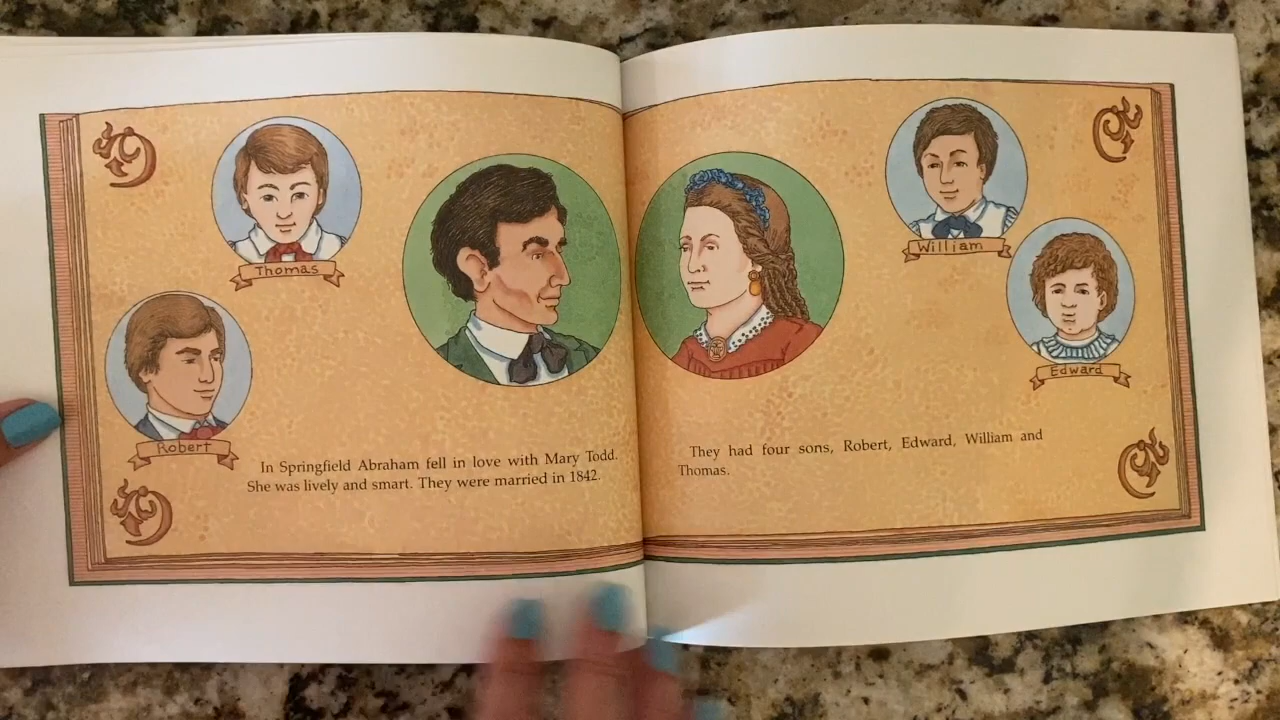 Thomas
Robert
In Springfield Abraham fell in love with Mary Todd.
She was lively and smart. They were married in 1842.
William
Edward
They had four sons, Robert, Edward, William and
Thomas.